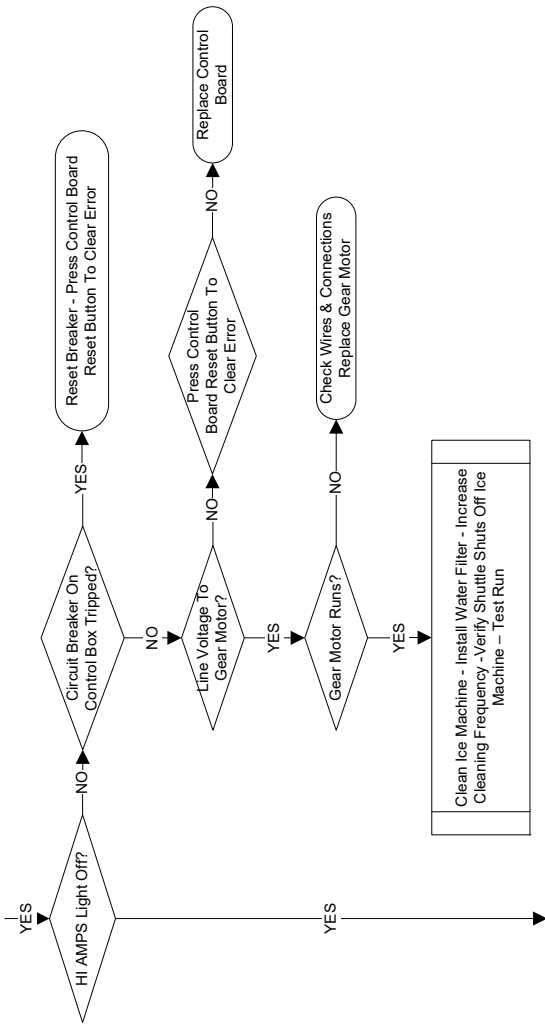 YES
HI AMPS Light Off?
NO
Circuit Breaker On
Control Box Tripped?
YES
Reset Breaker - Press Control Board
Reset Button To Clear Error
NO
Line Voltage To
Gear Motor?
NO
Press Control
Board Reset Button To
Clear Error
NO
Replace Control
Board
YES
Gear Motor Runs?
NO
Check Wires & Connections
Replace Gear Motor
YES
Clean Ice Machine - Install Water Filter - Increase
Cleaning Frequency -Verify Shuttle Shuts Off Ice
Machine – Test Run
YES